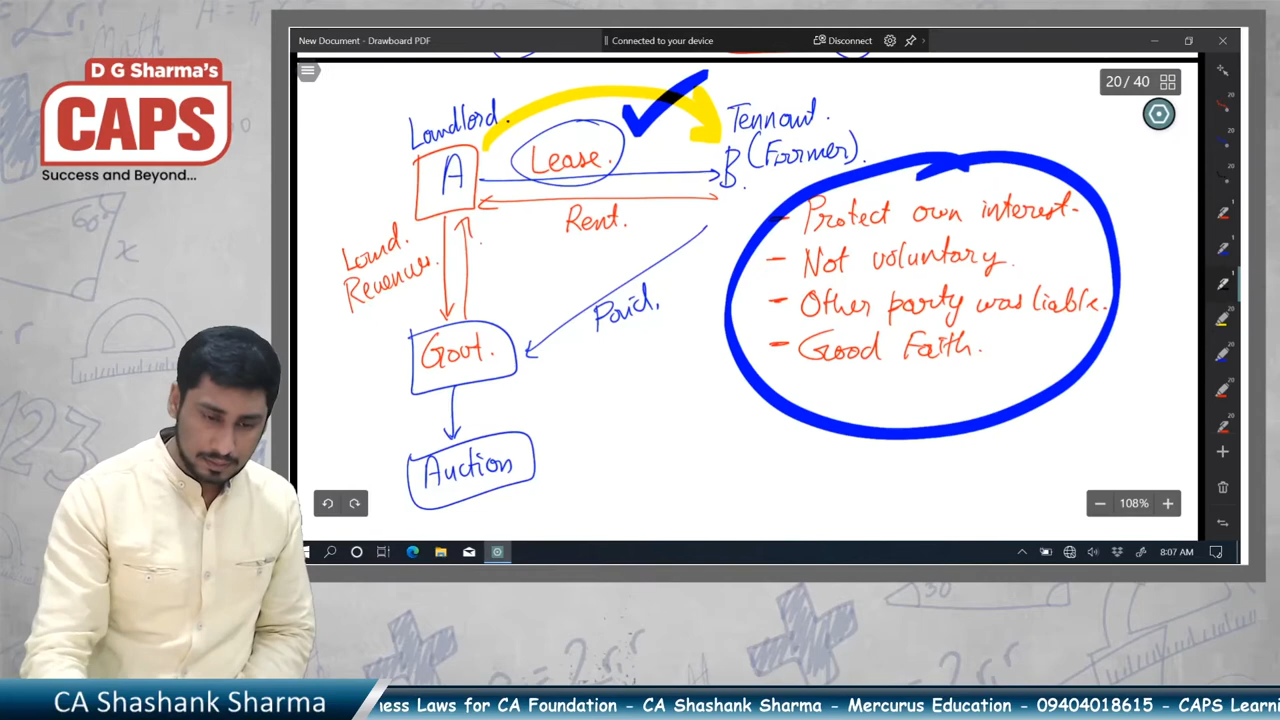 D G Sharma's
CAPS
Success and Beyond...
New Document - Drawboard PDF
Connected to your device
Disconnect
20 / 40
Landlord.
A
Lease.
Tennant.
B (Farmer).
Rent.
Land.
Revenue
Paid.
Govt.
Auction
- Protect own interest.
- Not voluntary.
- Other party was liable.
- Good Faith.
108%
8:07 AM
CA Shashank Sharma
ness Laws for CA Foundation - CA Shashank Sharma - Mercurus Education - 09404018615 - CAPS Learni